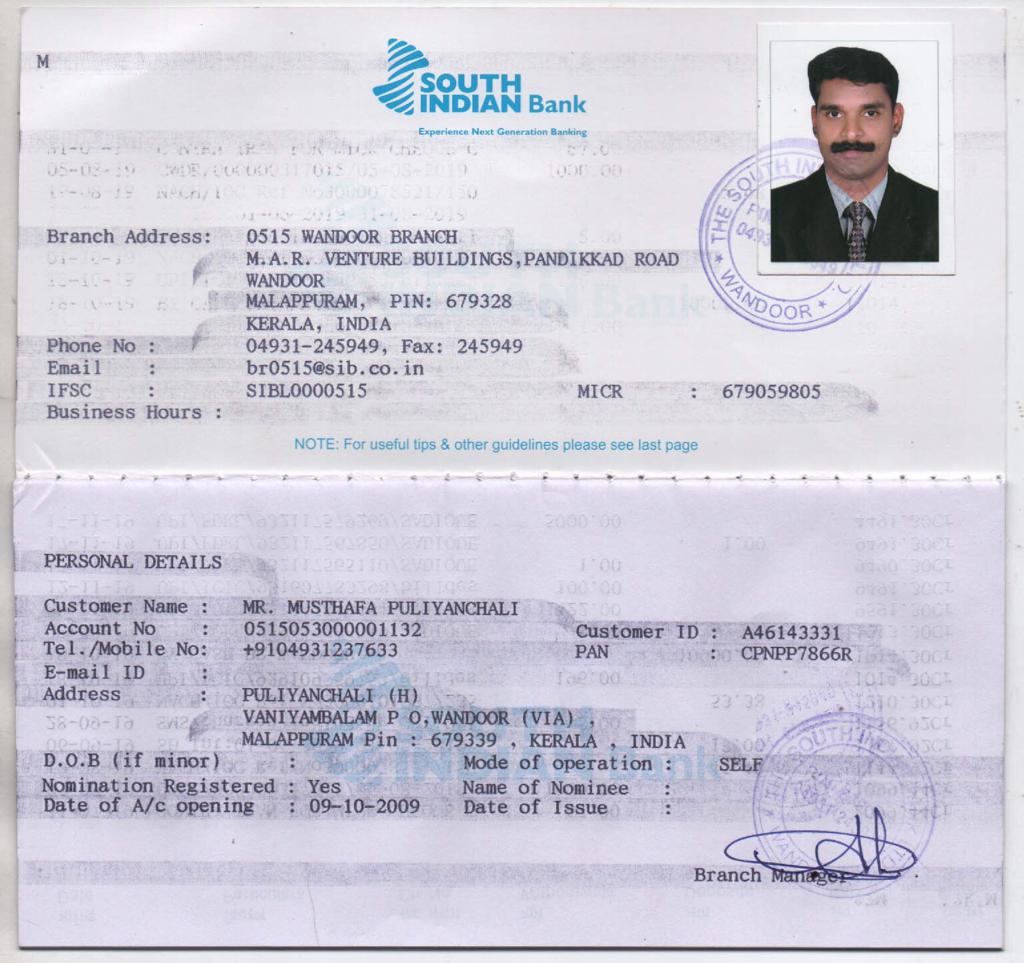 M
SOUTH
INDIAN Bank
Experience Next Generation Banking
THE SOUTH IN
WANDOOR
Branch Address: 0515 WANDOOR BRANCH
M.A.R. VENTURE BUILDINGS,PANDIKKAD ROAD
WANDOOR
MALAPPURAM, PIN: 679328
KERALA, INDIA
Phone No : 04931-245949, Fax: 245949
Email : br0515@sib.co.in
IFSC : SIBL0000515 MICR : 679059805
Business Hours :
NOTE: For useful tips & other guidelines please see last page
PERSONAL DETAILS
Customer Name : MR. MUSTHAFA PULIYANCHALI
Account No : 0515053000001132 Customer ID : A46143331
Tel./Mobile No: +9104931237633 PAN : CPNPP7866R
E-mail ID :
Address : PULIYANCHALI (H)
VANIYAMBALAM P O,WANDOOR (VIA) ,
MALAPPURAM Pin : 679339 , KERALA , INDIA
D.O.B (if minor) : Mode of operation : SELF
Nomination Registered : Yes Name of Nominee :
Date of A/c opening : 09-10-2009 Date of Issue :
Branch Manager